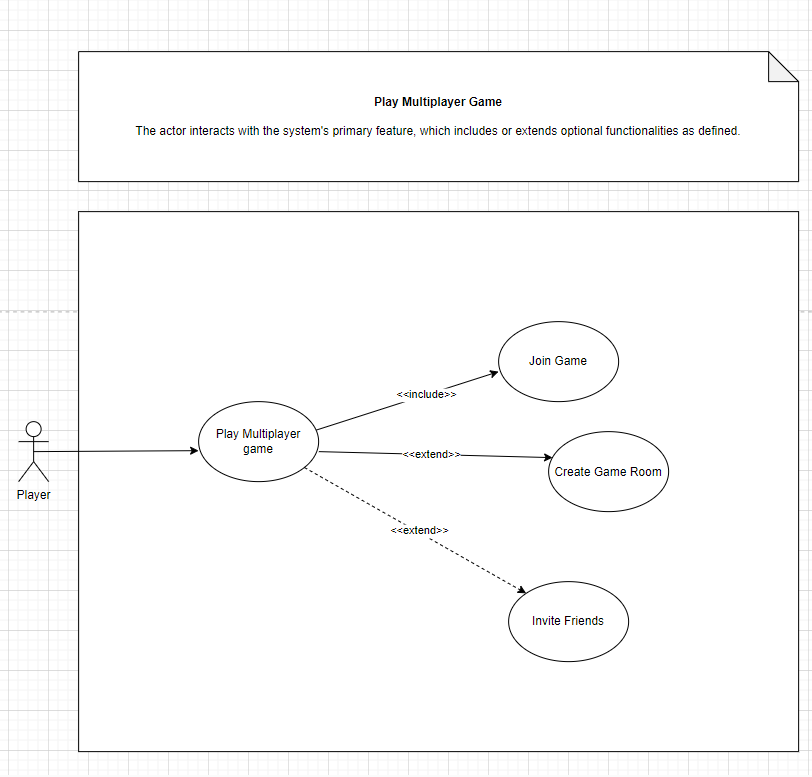 Play Multiplayer Game
The actor interacts with the system's primary feature, which includes or extends optional functionalities as defined.
Join Game
<<include>>
Play Multiplayer
game
<<extend>>
Create Game Room
Player
<<extend>>
Invite Friends